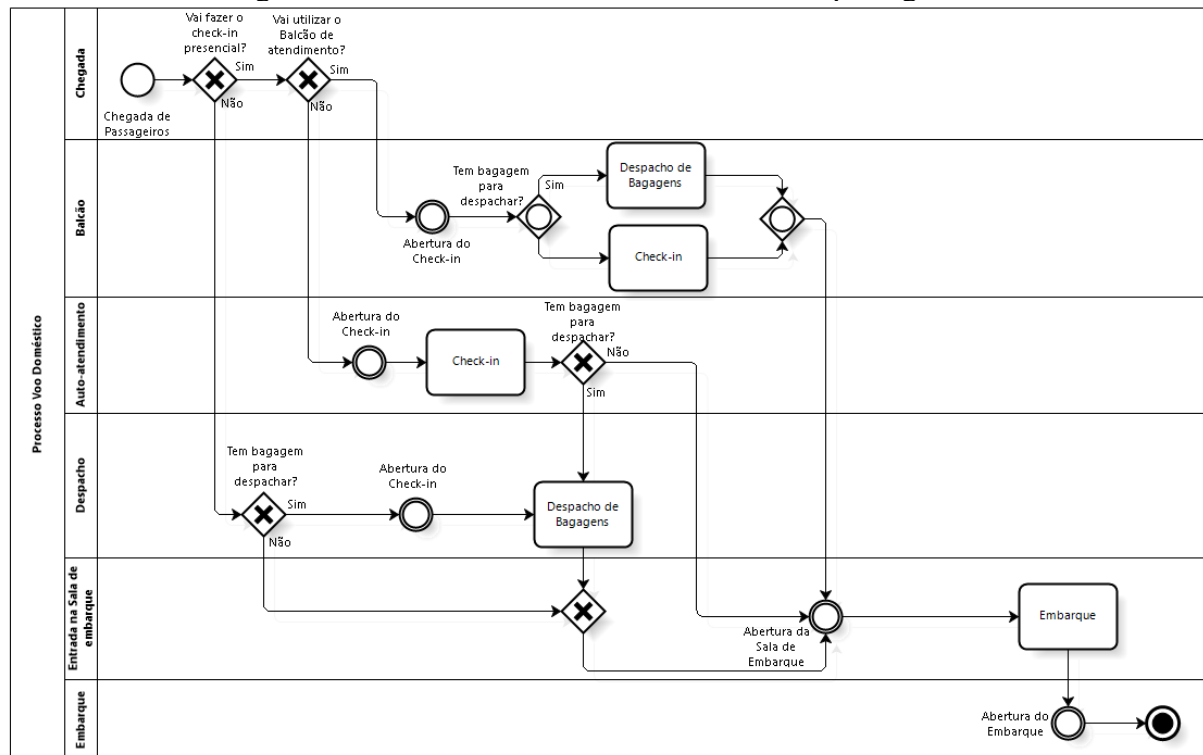 Processo Voo Doméstico
Chegada
Vai fazer o
check-in
presencial?
Vai utilizar o
Balcão de
atendimento?
Sim
Sim
Não
Não
Chegada de
Passageiros
Balcão
Tem bagagem
para
despachar?
Sim
Despacho de
Bagagens
Abertura do
Check-in
Check-in
Auto-atendimento
Abertura do
Check-in
Check-in
Tem bagagem
para
despachar?
Não
Sim
Despacho
Tem bagagem
para
despachar?
Sim
Não
Abertura do
Check-in
Despacho de
Bagagens
Entrada na Sala de
embarque
Abertura da
Sala de
Embarque
Embarque
Embarque
Abertura do
Embarque